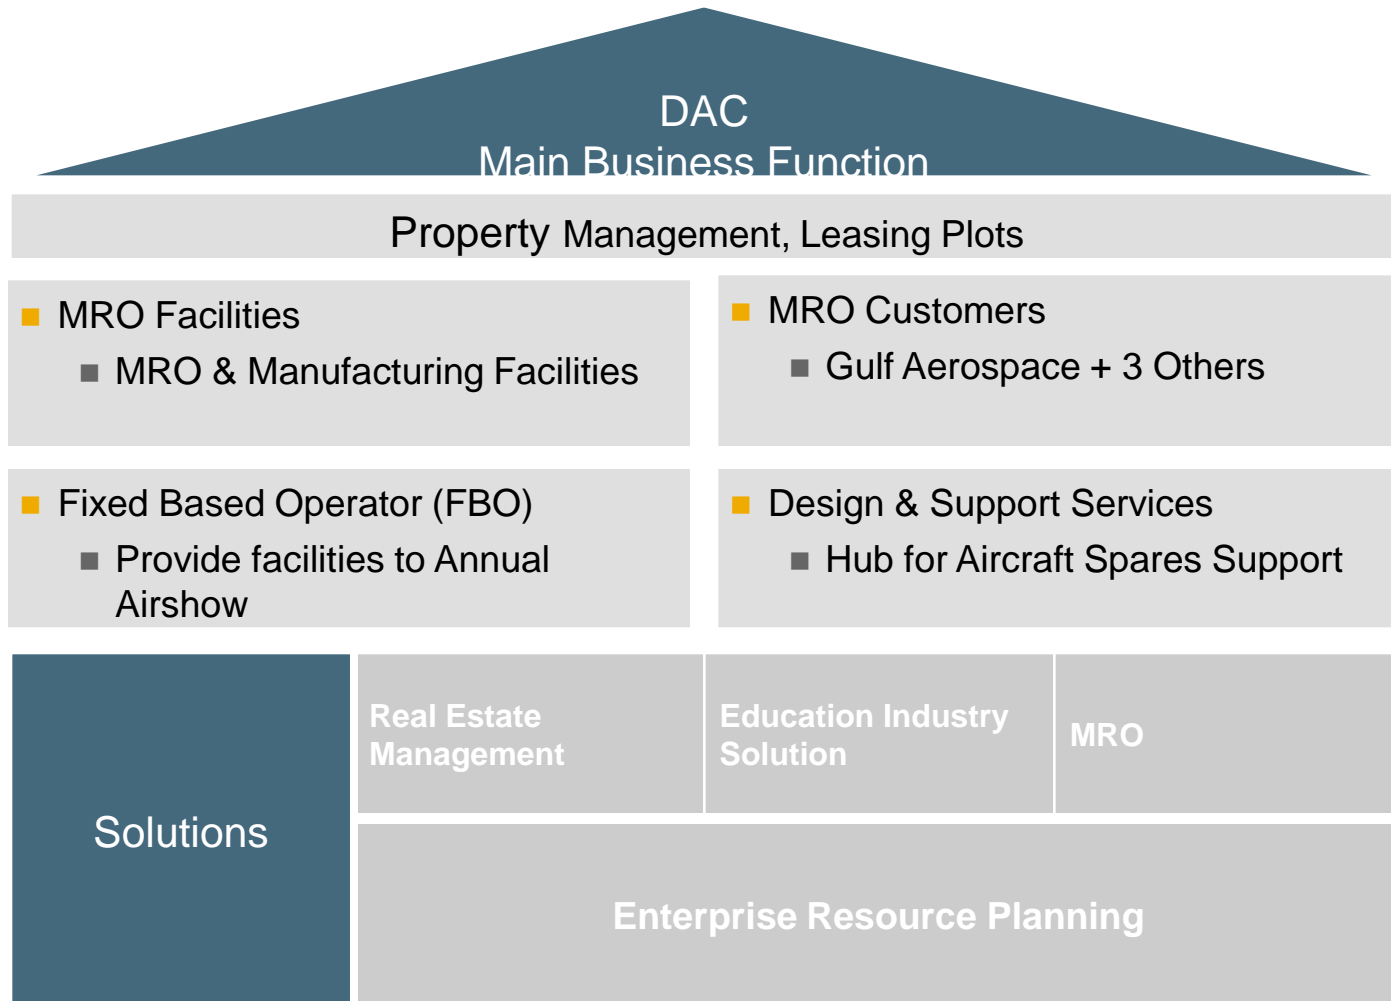 DAC
Main Business Function
Property Management, Leasing Plots
MRO Facilities
MRO & Manufacturing Facilities
MRO Customers
Gulf Aerospace + 3 Others
Fixed Based Operator (FBO)
Provide facilities to Annual
Airshow
Design & Support Services
Hub for Aircraft Spares Support
Solutions
Real Estate
Management
Education Industry
Solution
MRO
Enterprise Resource Planning